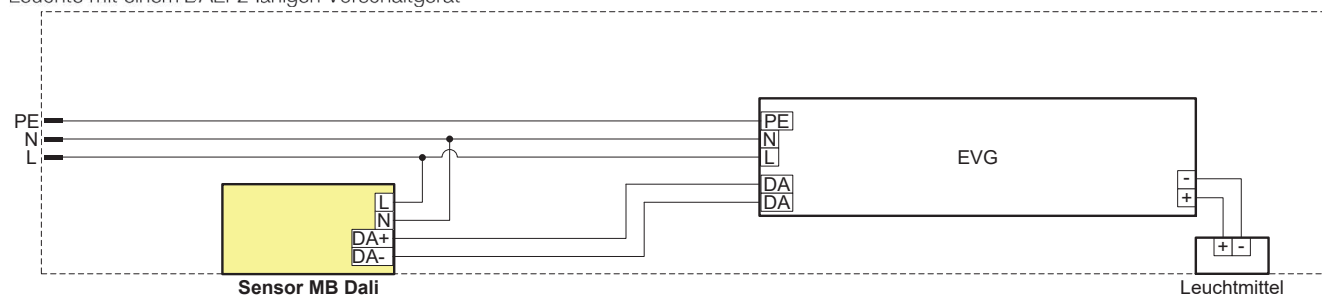 Leuchte mit einem DALI-2 fähigen Vorschaltgerät
PE
N
L
PE
N
L
DA
DA
EVG
-
+
L
N
DA+
DA-
+ -
Sensor MB Dali
Leuchtmittel